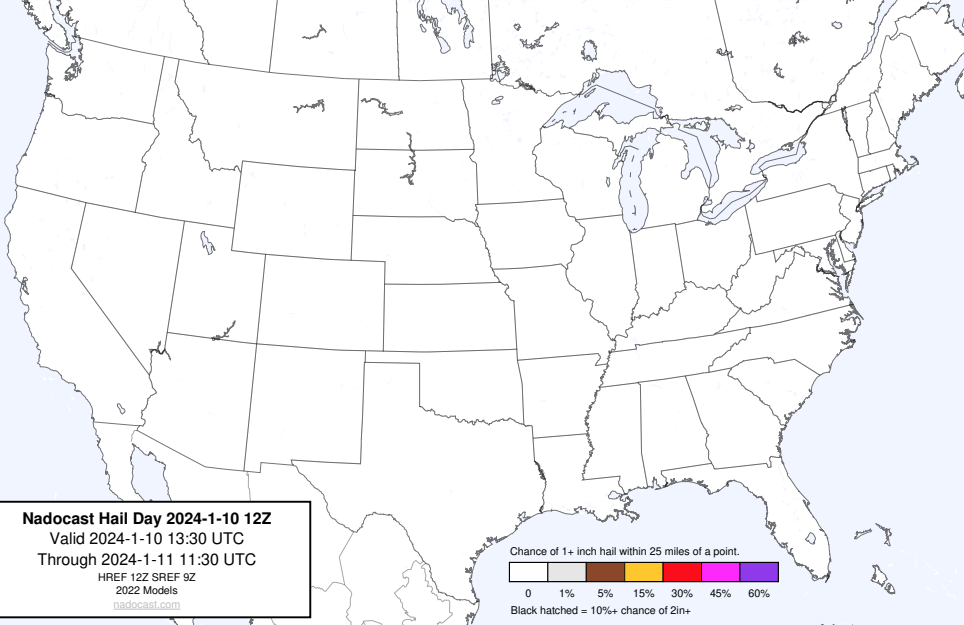 Nadocast Hail Day 2024-1-10 12Z
Valid 2024-1-10 13:30 UTC
Through 2024-1-11 11:30 UTC
HREF 12Z SREF 9Z
2022 Models
nadocast.com
Chance of 1+ inch hail within 25 miles of a point.
0 1% 5% 15% 30% 45% 60%
Black hatched = 10%+ chance of 2in+